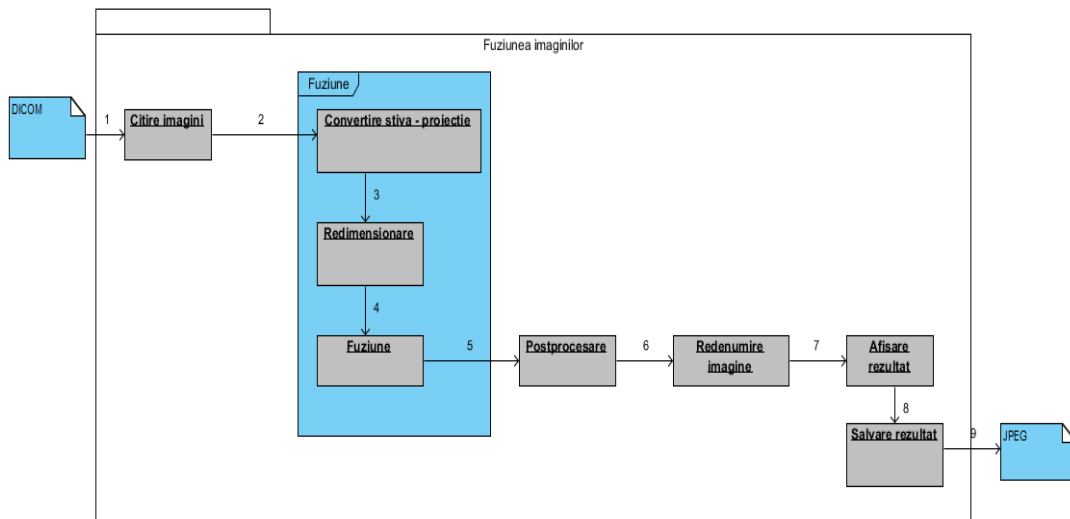 Fuziunea imaginilor
Fuziune
DICOM
1
Citire imagini
2
Convertire stiva - proiectie
3
Redimensionare
4
Fuziune
5
Postprocesare
6
Redenumire
imagine
7
Afisare
rezultat
8
Salvare rezultat
9
JPEG